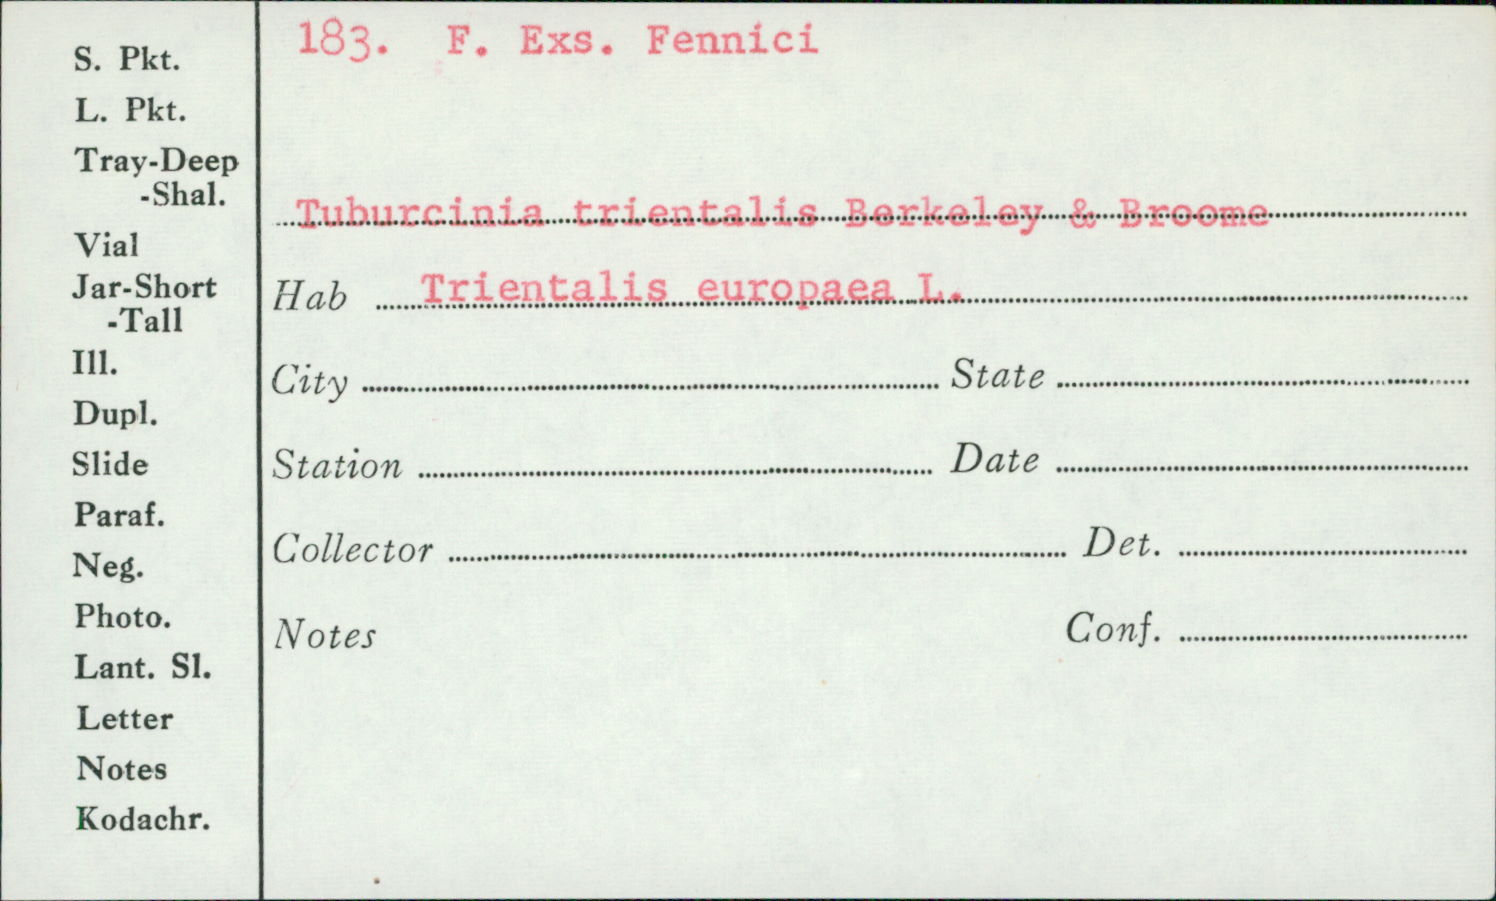 183. F. Exs. Fennici
Tuburcinia trientalis Berkeley & Broome
Hab Trientalis europaea L.
City State
Station Date
Collector Det.
Notes Conf.
S. Pkt.
L. Pkt.
Tray-Deep
-Shal.
Vial
Jar-Short
-Tall
Ill.
Dupl.
Slide
Paraf.
Neg.
Photo.
Lant. Sl.
Letter
Notes
Kodachr.